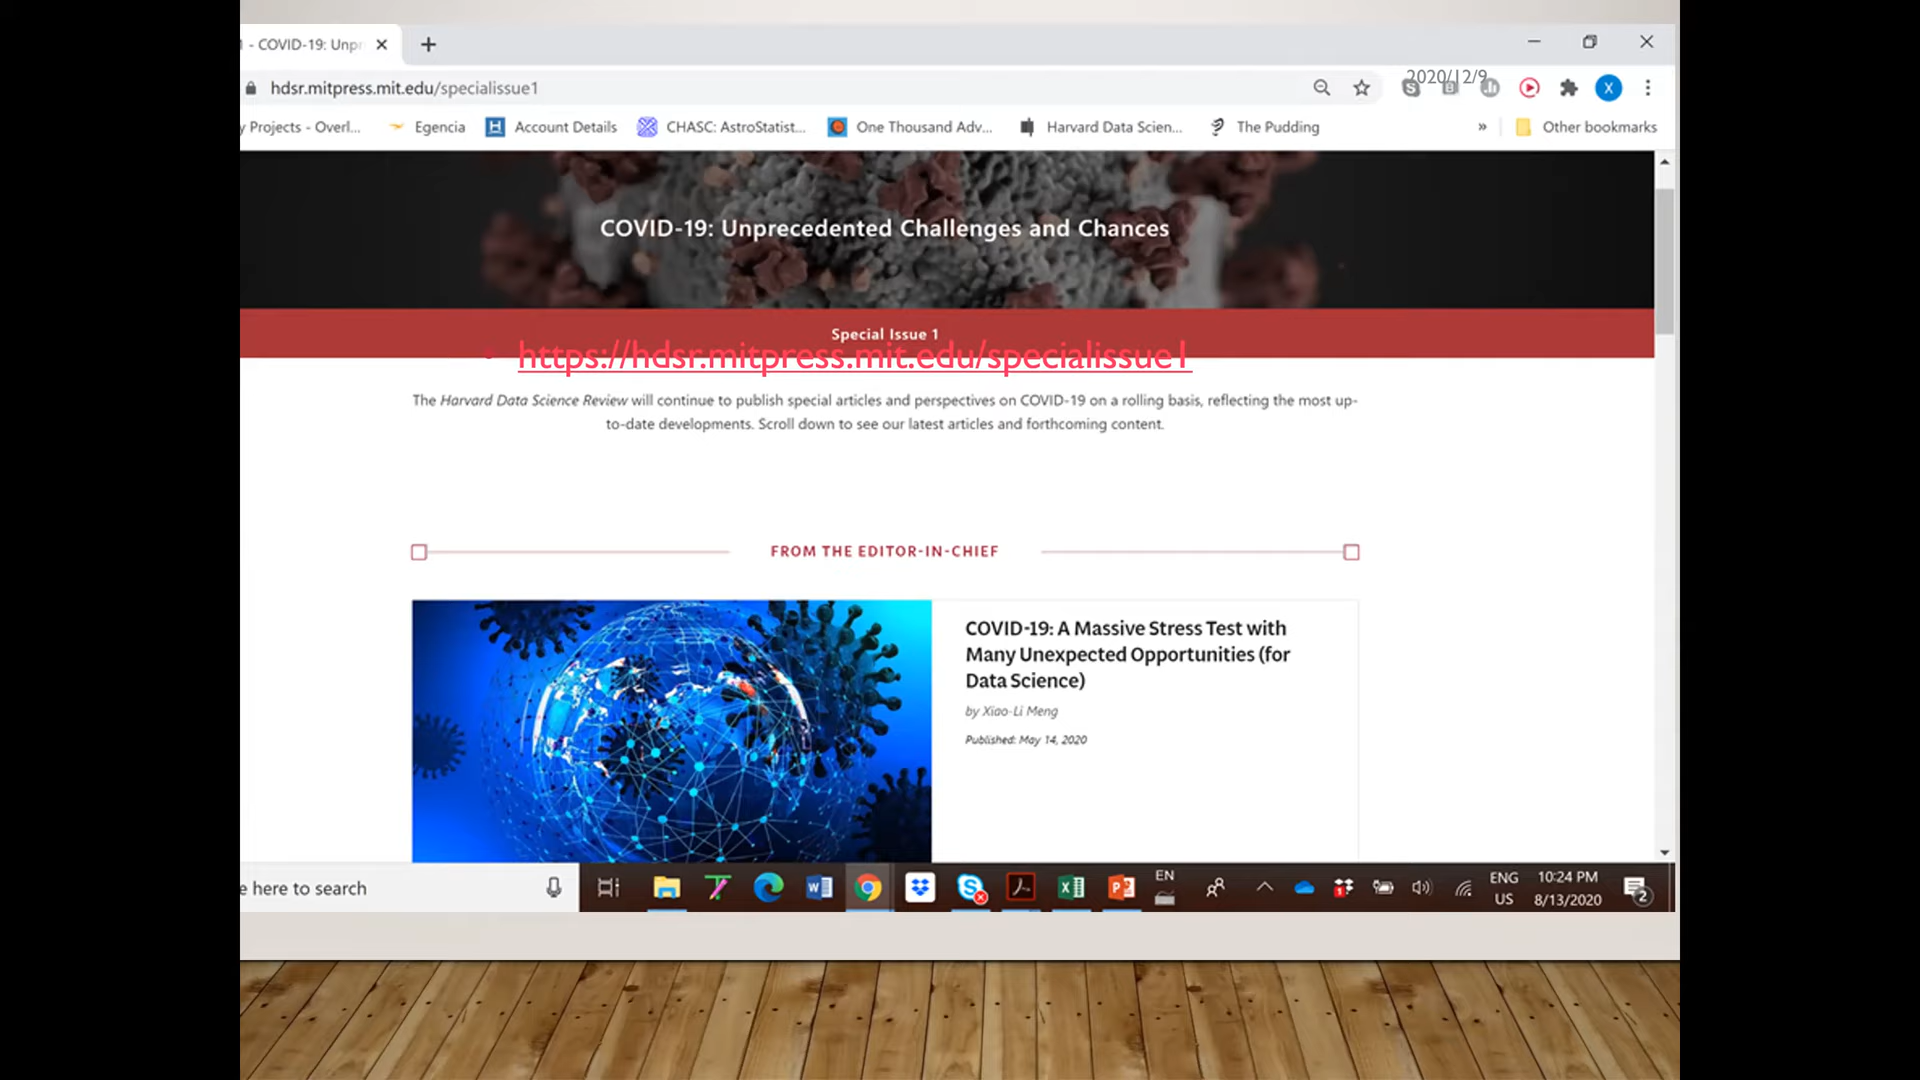 - COVID-19: Unpr
2020/12/9
hdsr.mitpress.mit.edu/specialissue1
X
y Projects - Overl...
Egencia
Account Details
CHASC: AstroStatist...
One Thousand Adv...
Harvard Data Scien...
The Pudding
»
Other bookmarks
COVID-19: Unprecedented Challenges and Chances
Special Issue 1
• https://hdsr.mitpress.mit.edu/specialissue1
The Harvard Data Science Review will continue to publish special articles and perspectives on COVID-19 on a rolling basis, reflecting the most up-
to-date developments. Scroll down to see our latest articles and forthcoming content.
FROM THE EDITOR-IN-CHIEF
COVID-19: A Massive Stress Test with
Many Unexpected Opportunities (for
Data Science)
by Xiao-Li Meng
Published: May 14, 2020
e here to search
EN
ENG
US
10:24 PM
8/13/2020
2